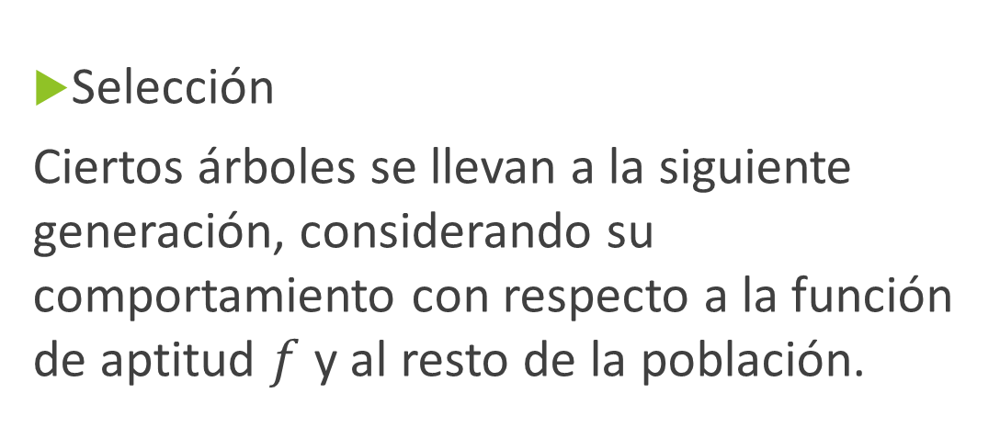 ▶Selección
Ciertos árboles se llevan a la siguiente
generación, considerando su
comportamiento con respecto a la función
de aptitud 𝑓 y al resto de la población.